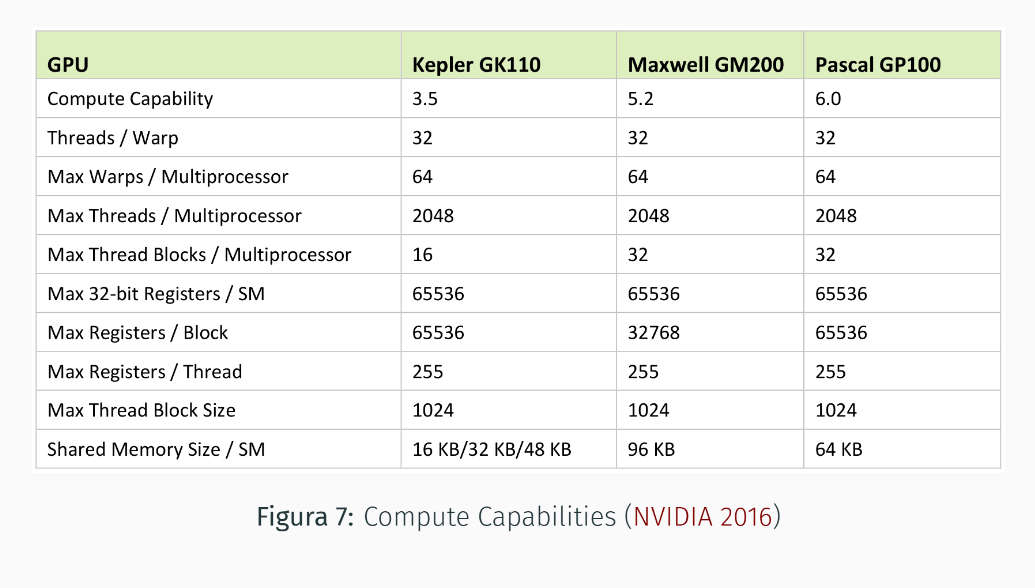 GPU Kepler GK110 Maxwell GM200 Pascal GP100
Compute Capability 3.5 5.2 6.0
Threads / Warp 32 32 32
Max Warps / Multiprocessor 64 64 64
Max Threads / Multiprocessor 2048 2048 2048
Max Thread Blocks / Multiprocessor 16 32 32
Max 32-bit Registers / SM 65536 65536 65536
Max Registers / Block 65536 32768 65536
Max Registers / Thread 255 255 255
Max Thread Block Size 1024 1024 1024
Shared Memory Size / SM 16 KB/32 KB/48 KB 96 KB 64 KB
Figura 7: Compute Capabilities (NVIDIA 2016)